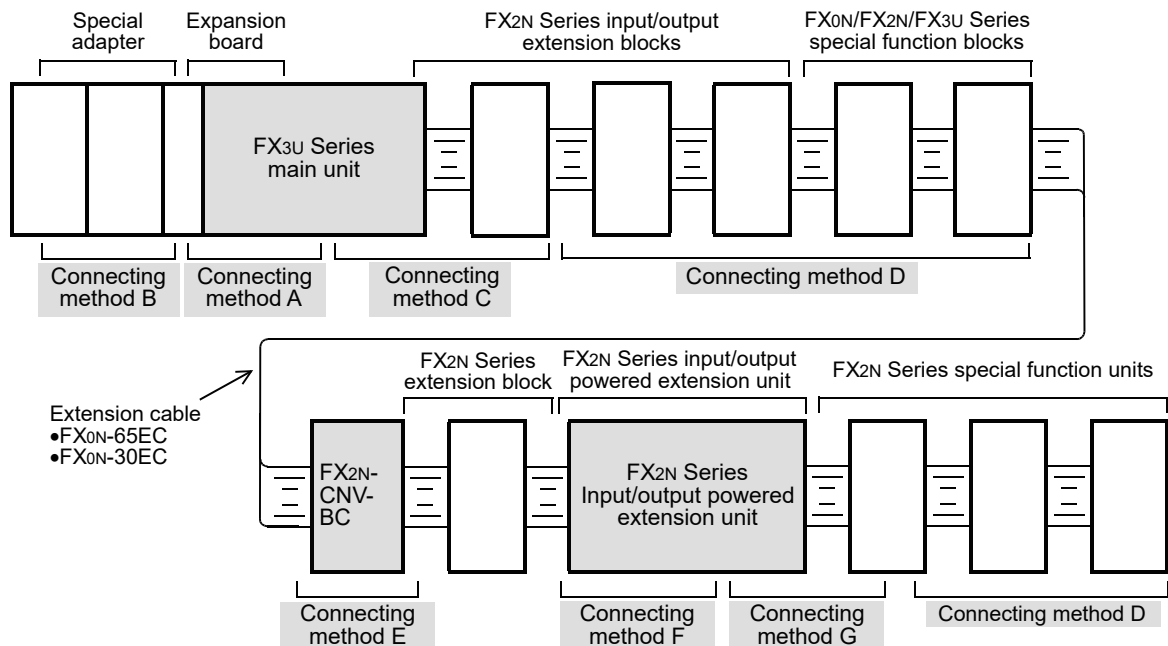 Special
adapter
Expansion
board
FX2N Series input/output
extension blocks
FX0N/FX2N/FX3U Series
special function blocks
FX3U Series
main unit
Connecting
method B
Connecting
method A
Connecting
method C
Connecting method D
Extension cable
•FX0N-65EC
•FX0N-30EC
FX2N Series
extension block
FX2N Series input/output
powered extension unit
FX2N Series special function units
FX2N-
CNV-
BC
FX2N Series
Input/output powered
extension unit
Connecting
method E
Connecting
method F
Connecting
method G
Connecting method D